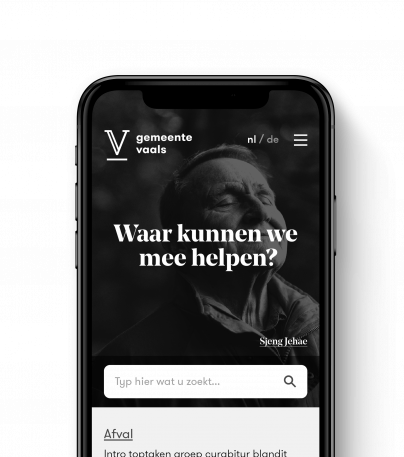 gemeente
vaals
nl / de
Waar kunnen we
mee helpen?
Sjeng Jehae
Typ hier wat u zoekt...
Afval
Intro toptaken groep curabitur blandit